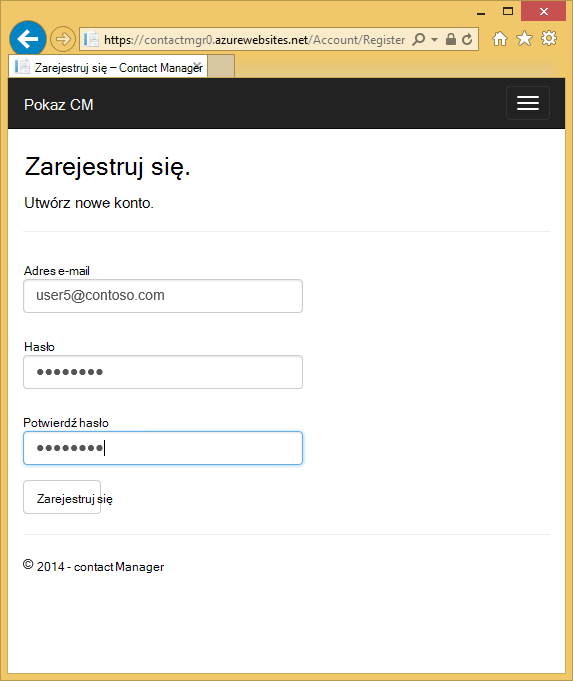 https://contactmgr0.azurewebsites.net/Account/Register
Zarejestruj się – Contact Manager
Pokaz CM
Zarejestruj się.
Utwórz nowe konto.
Adres e-mail
user5@contoso.com
Hasło
●●●●●●●●
Potwierdź hasło
●●●●●●●●
Zarejestruj się
© 2014 - contact Manager